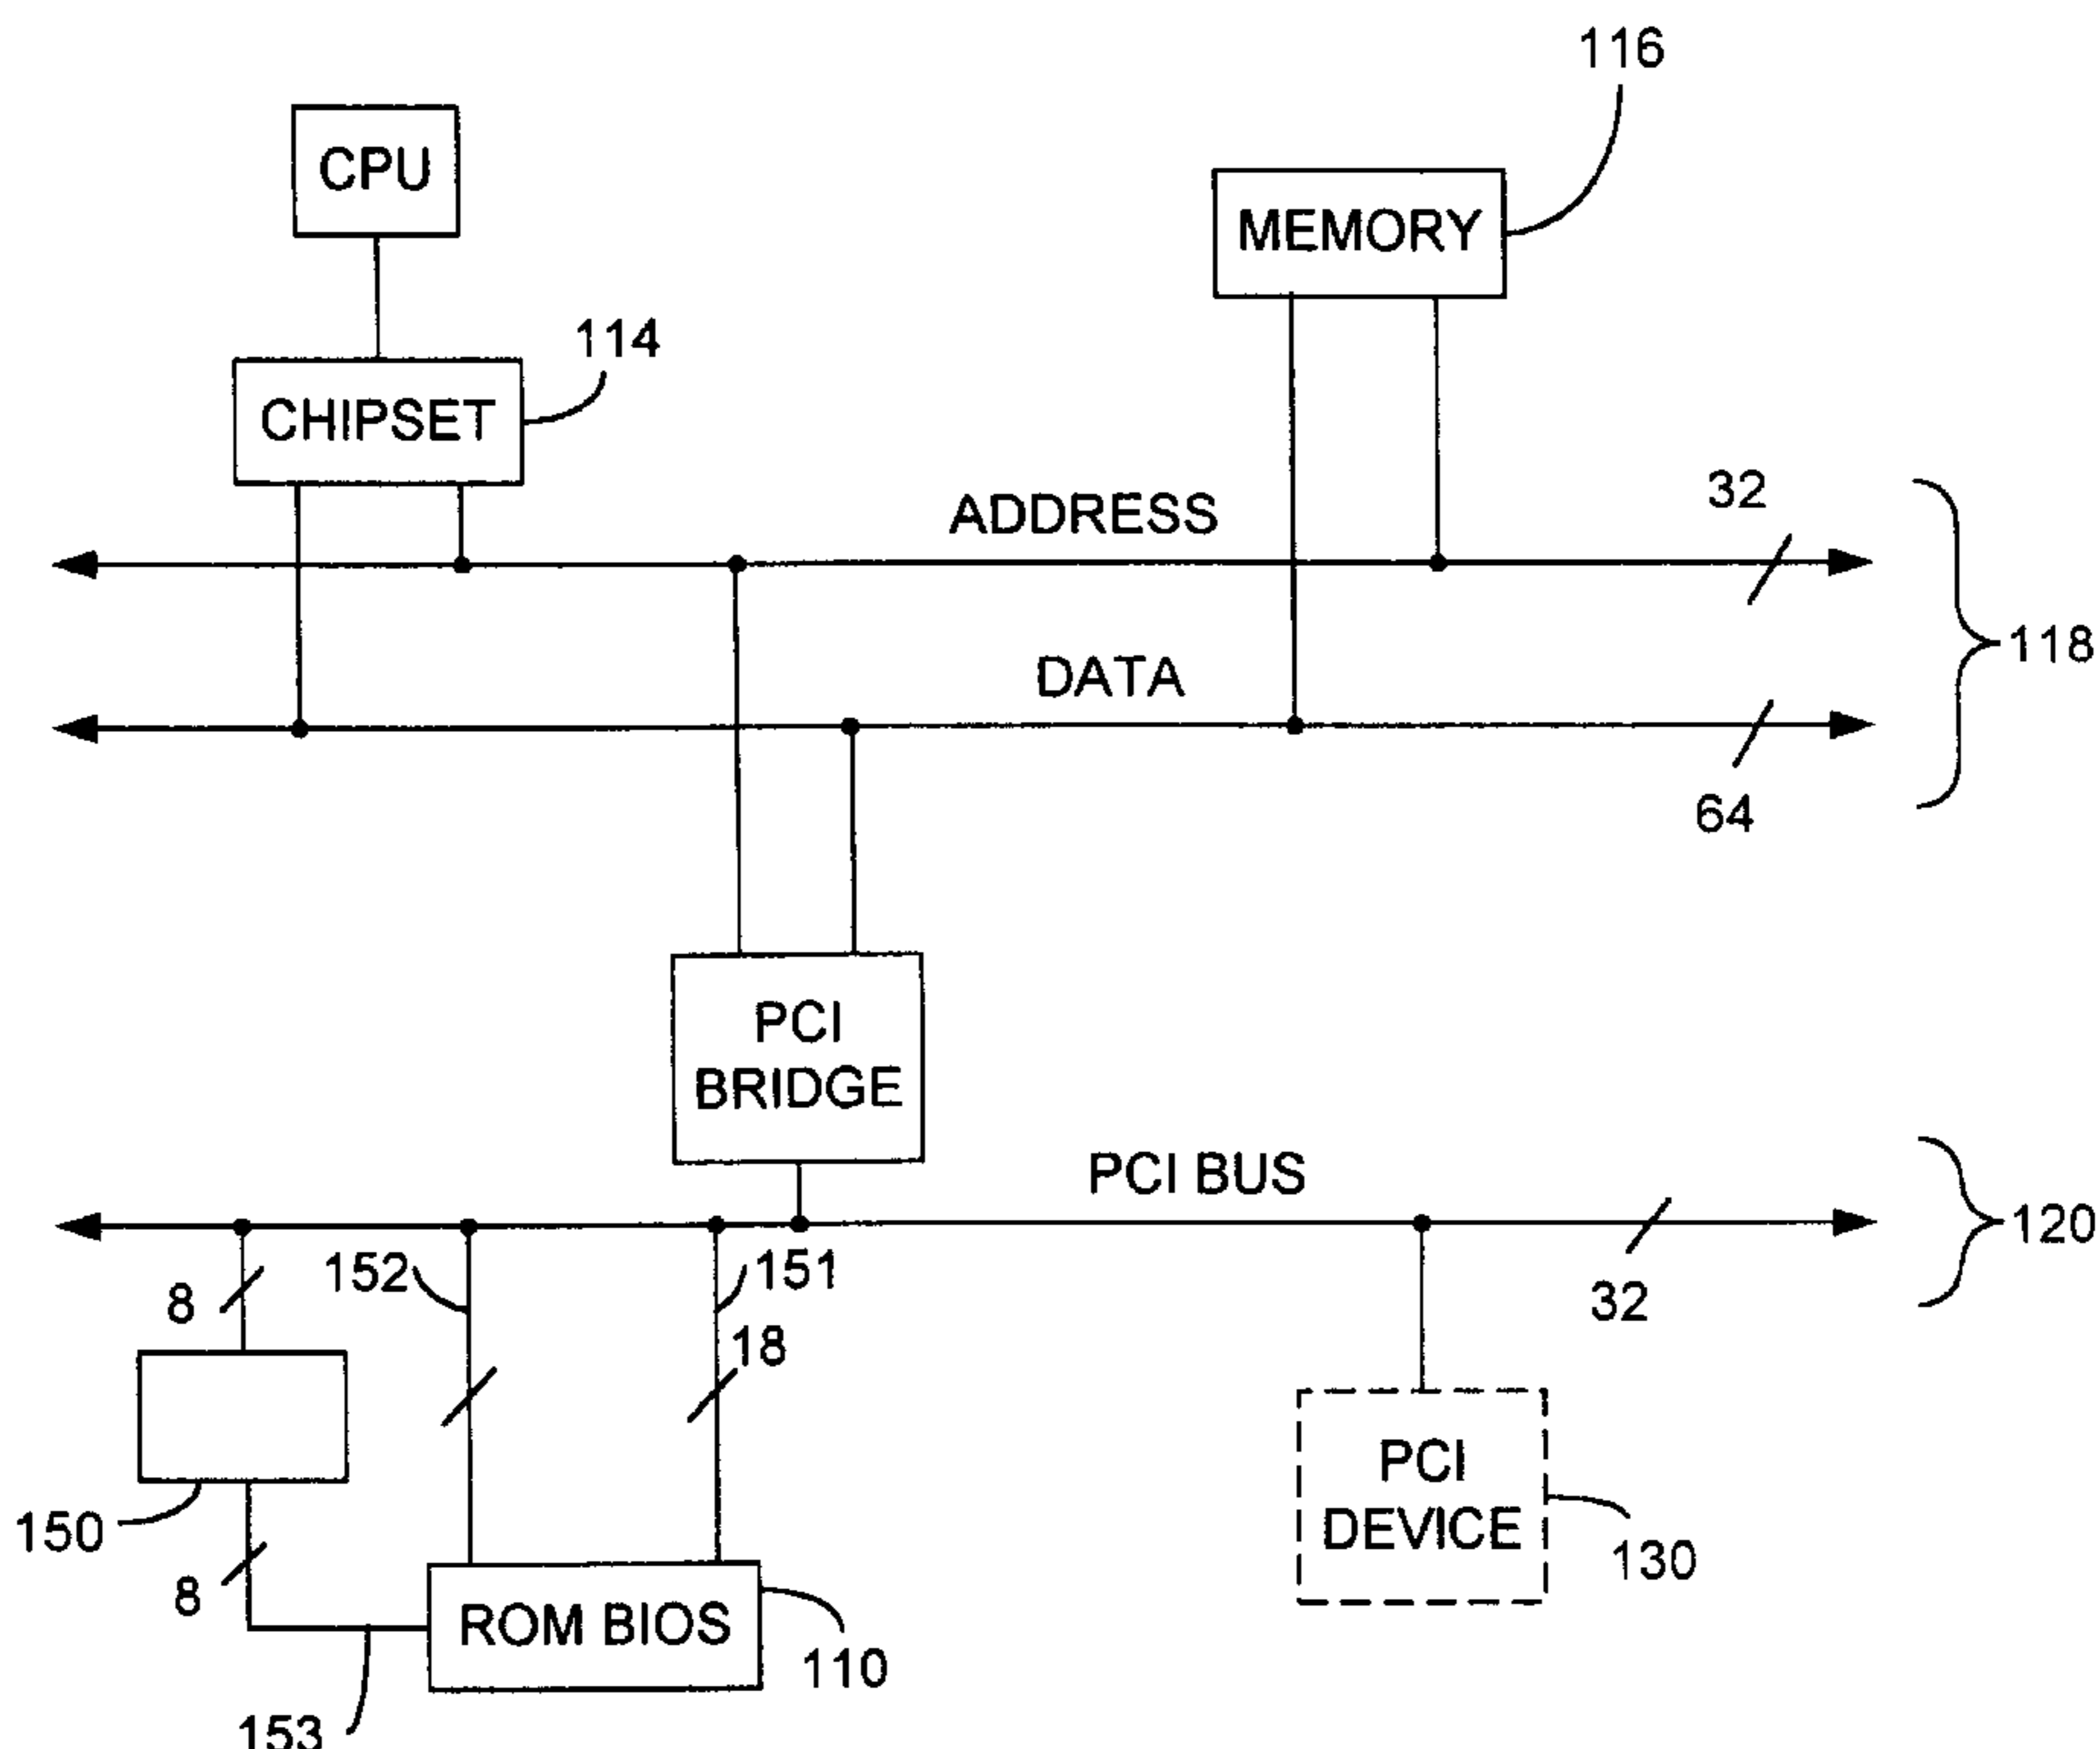 116
CPU
MEMORY
114
CHIPSET
ADDRESS
32
118
DATA
64
PCI
BRIDGE
PCI BUS
120
152
151
8
32
18
PCI
DEVICE
150
130
8
ROM BIOS
110
153